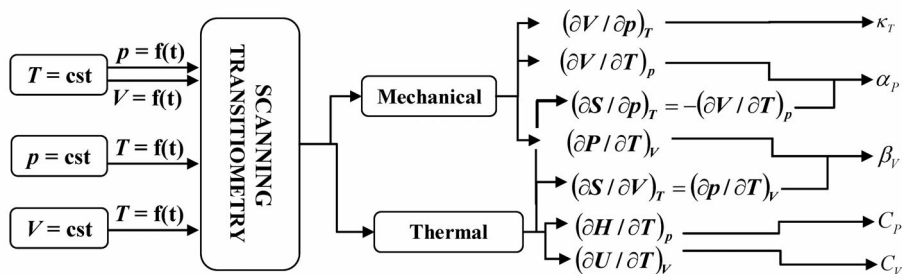 p = f(t)
T = cst
V = f(t)
p = cst
T = f(t)
V = cst
T = f(t)
SCANNING
TRANSITIOMETRY
Mechanical
Thermal
(∂V / ∂p)_T
(∂V / ∂T)_p
(∂S / ∂p)_T = −(∂V / ∂T)_p
(∂P / ∂T)_V
(∂S / ∂V)_T = (∂p / ∂T)_V
(∂H / ∂T)_p
(∂U / ∂T)_V
κ_T
α_P
β_V
C_P
C_V